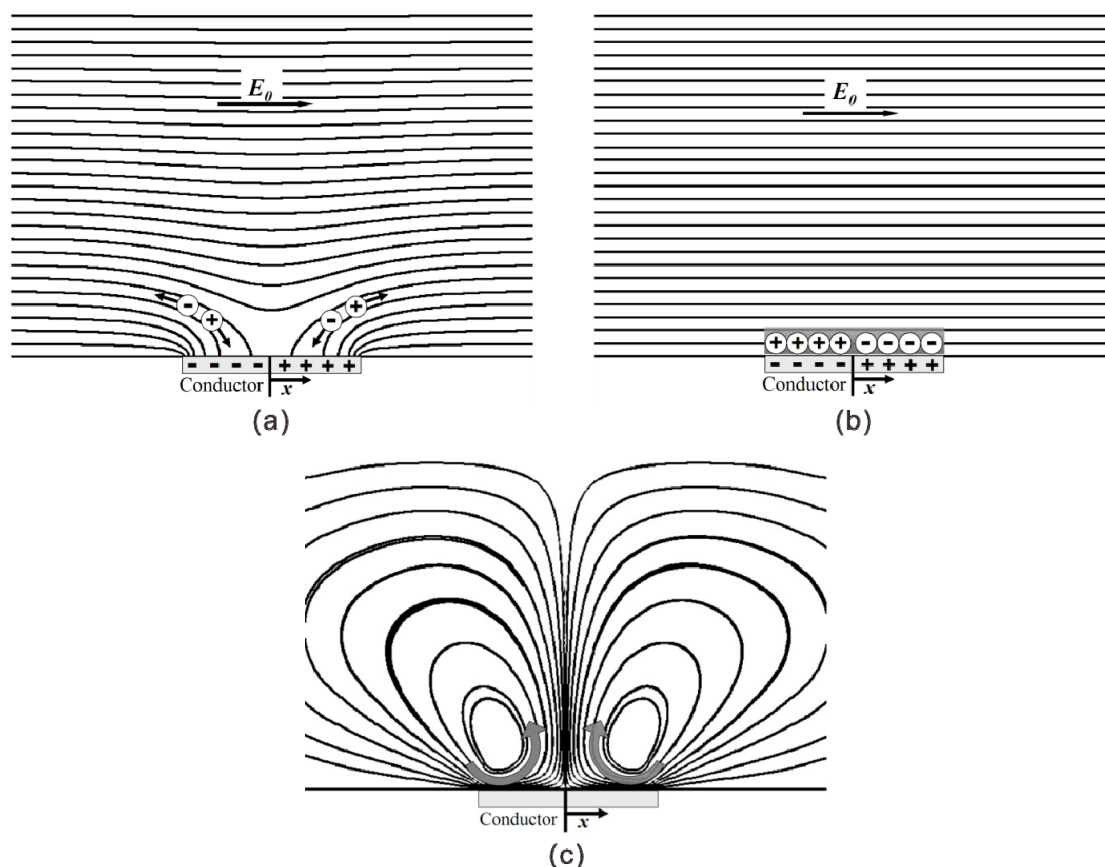 E₀
- + - +
- - - - + + + +
Conductor x
(a)
E₀
+ + + + - - - -
- - - - + + + +
Conductor x
(b)
Conductor x
(c)